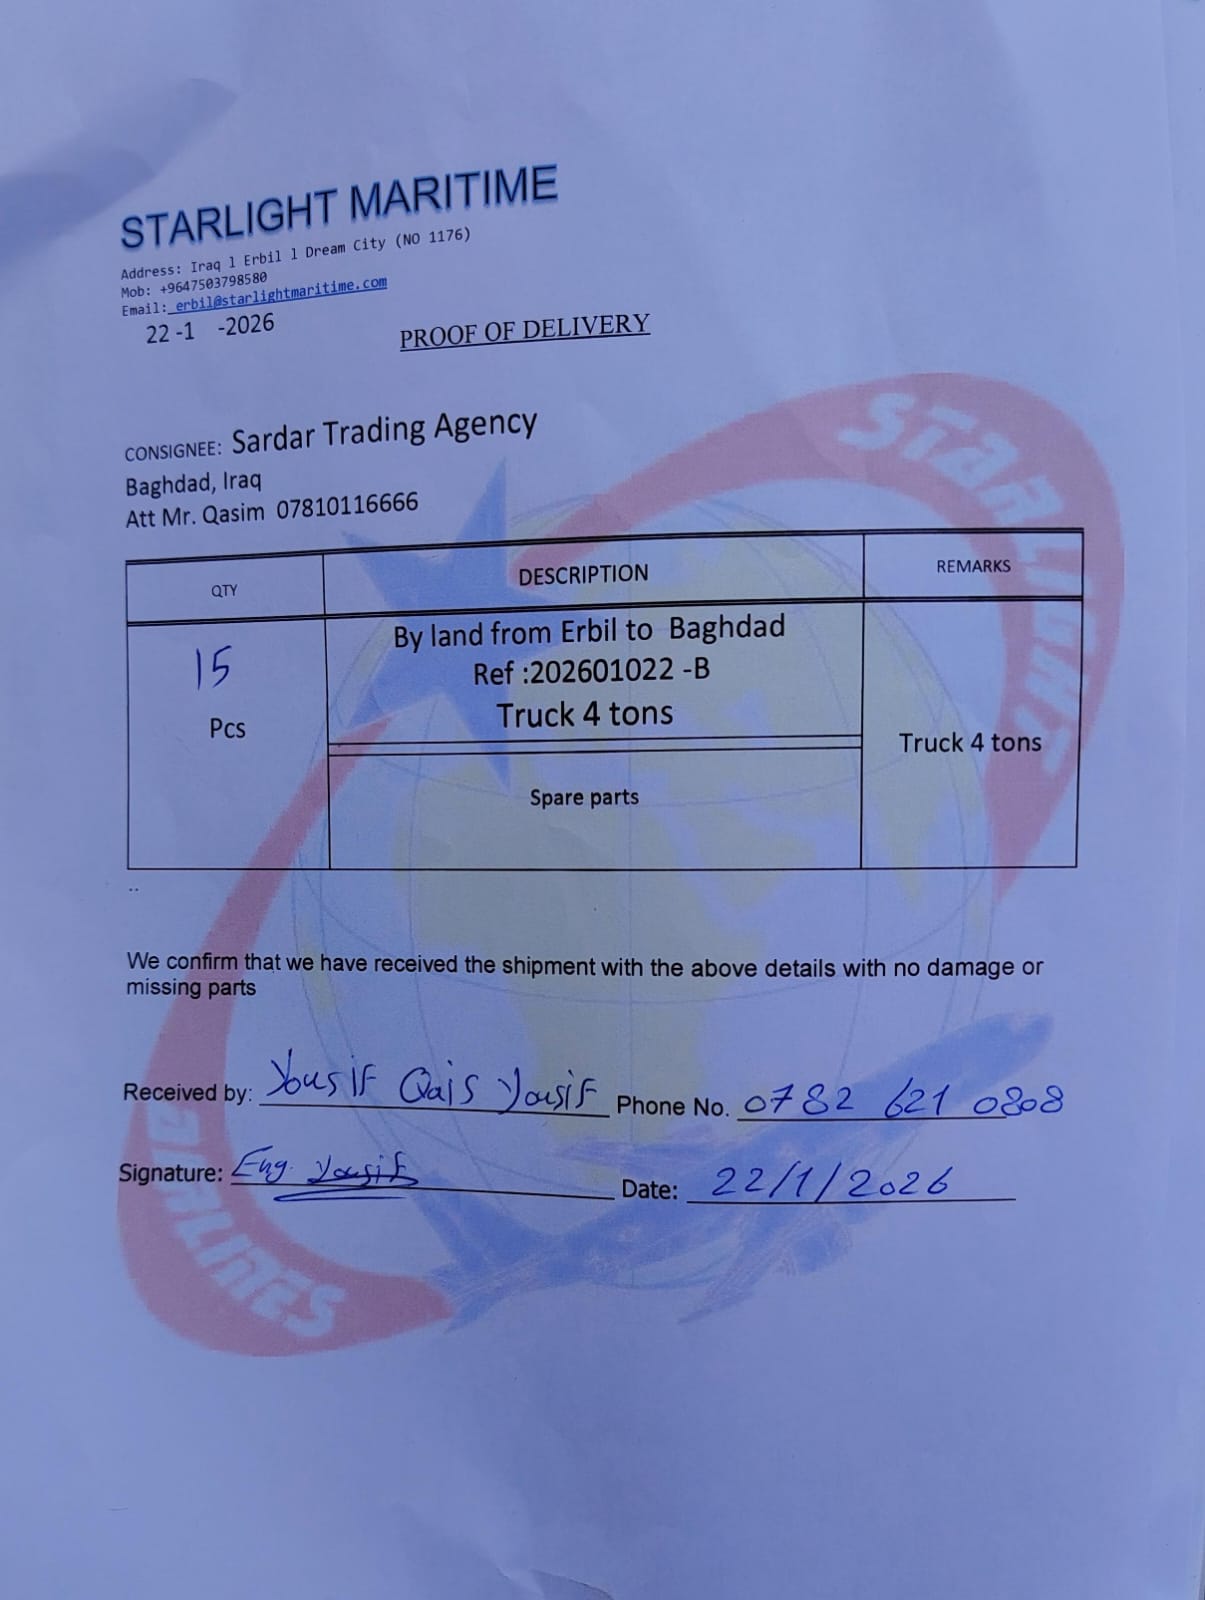 STARLIGHT MARITIME
Address: Iraq l Erbil l Dream City (NO 1176)
Mob: +9647503798580
Email: erbil@starlightmaritime.com
22 -1 -2026
PROOF OF DELIVERY
CONSIGNEE: Sardar Trading Agency
Baghdad, Iraq
Att Mr. Qasim 07810116666
QTY DESCRIPTION REMARKS
15
Pcs
By land from Erbil to Baghdad
Ref :202601022 -B
Truck 4 tons
Spare parts
Truck 4 tons
..
We confirm that we have received the shipment with the above details with no damage or
missing parts
Received by: Yousif Qais Yousif Phone No. 0782 621 0808
Signature: Eng. Yousif Date: 22/1/2026
STARLIGHT
AIRLINES